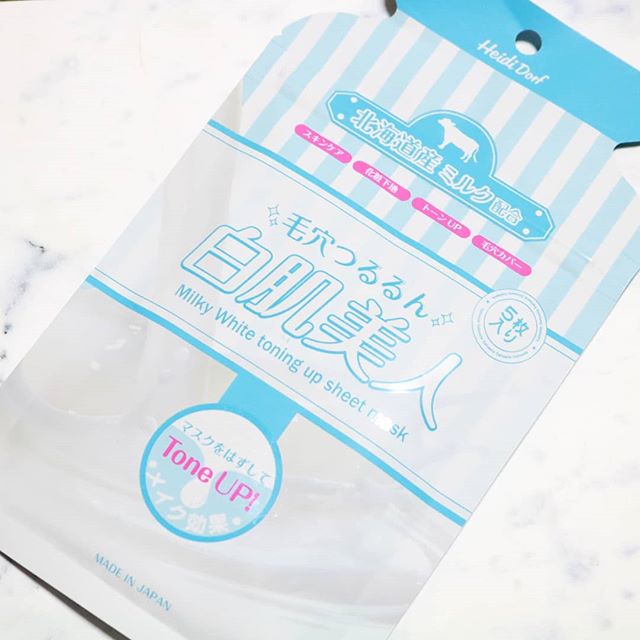 Heidi Dorf
北海道産 ミルク配合
スキンケア
化粧下地
トーンUP
毛穴カバー
毛穴つるるん
白肌美人
Milky White toning up sheet mask
5枚
入り
マスクをはずして
Tone UP!
メイク効果
MADE IN JAPAN